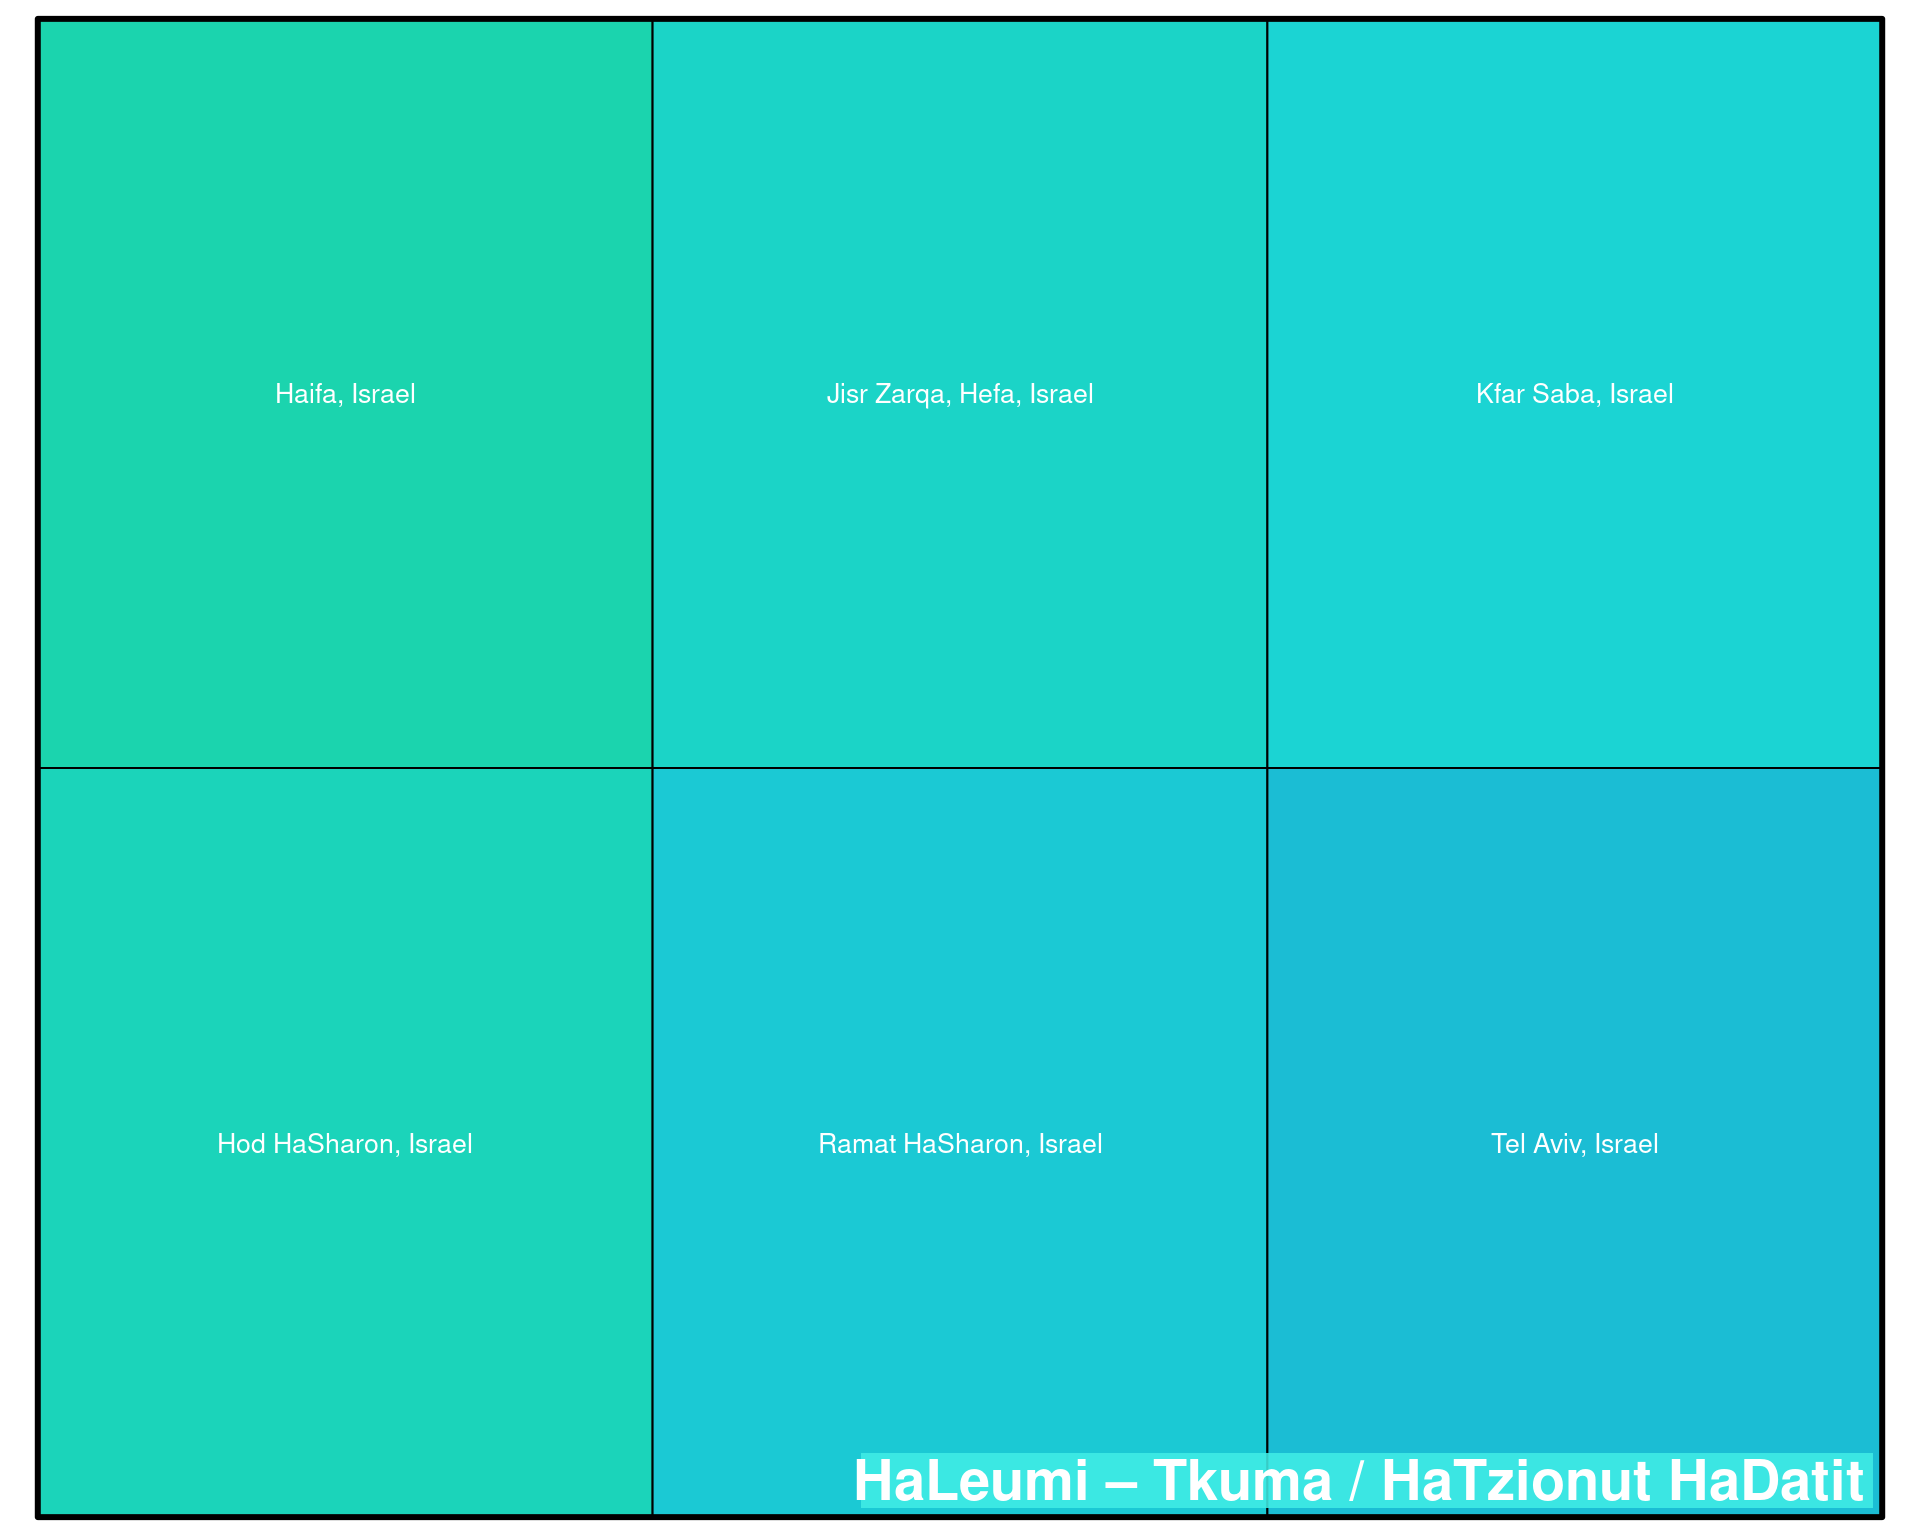 Haifa, Israel
Jisr Zarqa, Hefa, Israel
Kfar Saba, Israel
Hod HaSharon, Israel
Ramat HaSharon, Israel
Tel Aviv, Israel
HaLeumi – Tkuma / HaTzionut HaDatit